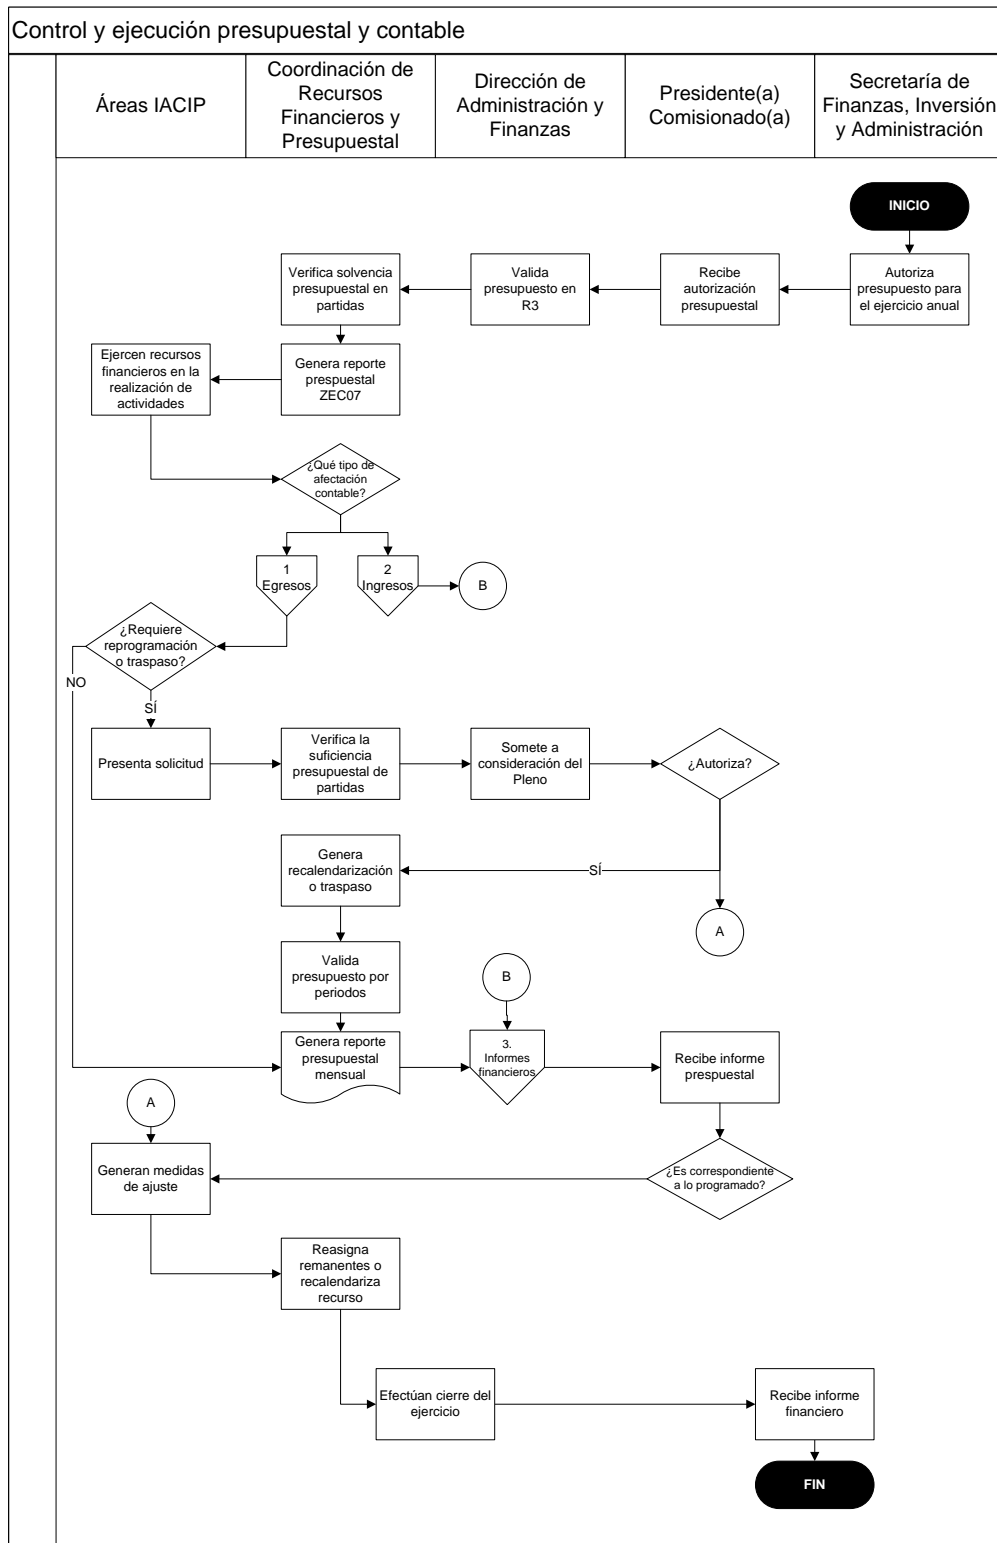 Control y ejecución presupuestal y contable
Áreas IACIP
Coordinación de
Recursos
Financieros y
Presupuestal
Dirección de
Administración y
Finanzas
Presidente(a)
Comisionado(a)
Secretaría de
Finanzas, Inversión
y Administración
INICIO
Verifica solvencia
presupuestal en
partidas
Valida
presupuesto en
R3
Recibe
autorización
presupuestal
Autoriza
presupuesto para
el ejercicio anual
Ejercen recursos
financieros en la
realización de
actividades
Genera reporte
prespuestal
ZEC07
¿Qué tipo de
afectación
contable?
1
Egresos
2
Ingresos
B
¿Requiere
reprogramación
o traspaso?
NO
SÍ
Presenta solicitud
Verifica la
suficiencia
presupuestal de
partidas
Somete a
consideración del
Pleno
¿Autoriza?
Genera
recalendarización
o traspaso
SÍ
A
Valida
presupuesto por
periodos
B
Genera reporte
presupuestal
mensual
3.
Informes
financieros
Recibe informe
prespuestal
A
Generan medidas
de ajuste
¿Es correspondiente
a lo programado?
Reasigna
remanentes o
recalendariza
recurso
Efectúan cierre del
ejercicio
Recibe informe
financiero
FIN